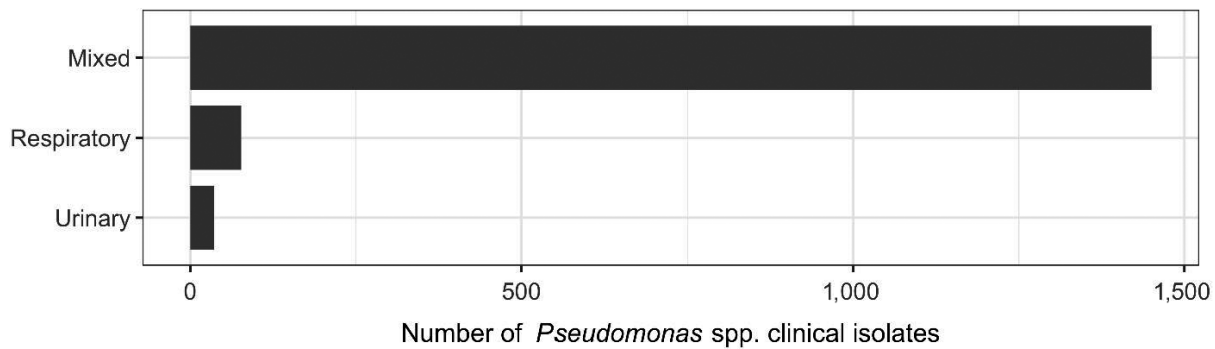 Mixed
Respiratory
Urinary
0 500 1,000 1,500
Number of Pseudomonas spp. clinical isolates